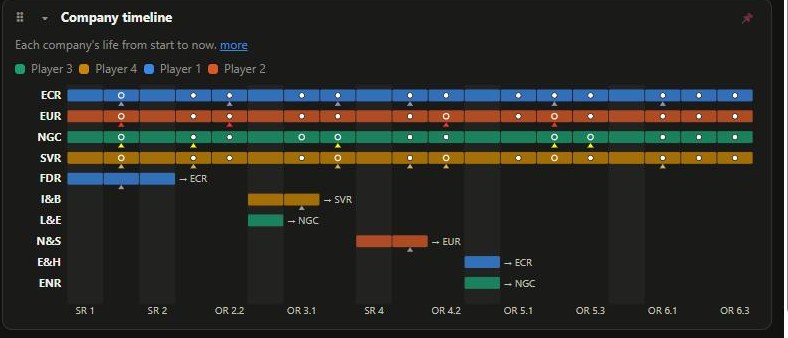 Company timeline
Each company's life from start to now. more
Player 3 Player 4 Player 1 Player 2
ECR
EUR
NGC
SVR
FDR → ECR
I&B → SVR
L&E → NGC
N&S → EUR
E&H → ECR
ENR → NGC
SR 1 SR 2 OR 2.2 OR 3.1 SR 4 OR 4.2 OR 5.1 OR 5.3 OR 6.1 OR 6.3